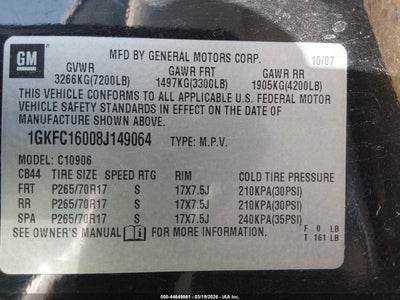 GM
MFD BY GENERAL MOTORS CORP. 10/07
GVWR GAWR FRT GAWR RR
3266KG(7200LB) 1497KG(3300LB) 1905KG(4200LB)
THIS VEHICLE CONFORMS TO ALL APPLICABLE U.S. FEDERAL MOTOR
VEHICLE SAFETY STANDARDS IN EFFECT ON THE DATE OF
MANUFACTURE SHOWN ABOVE.
1GKFC16008J149064 TYPE: M.P.V.
MODEL: C10906
CB44 TIRE SIZE SPEED RTG RIM COLD TIRE PRESSURE
FRT P265/70R17 S 17X7.5J 210KPA(30PSI)
RR P265/70R17 S 17X7.5J 210KPA(30PSI)
SPA P265/70R17 S 17X7.5J 240KPA(35PSI)
SEE OWNER'S MANUAL FOR MORE INFORMATION. F 0 LB
T 161 LB
000-44649061 - 03/19/2026 - IAA Inc.